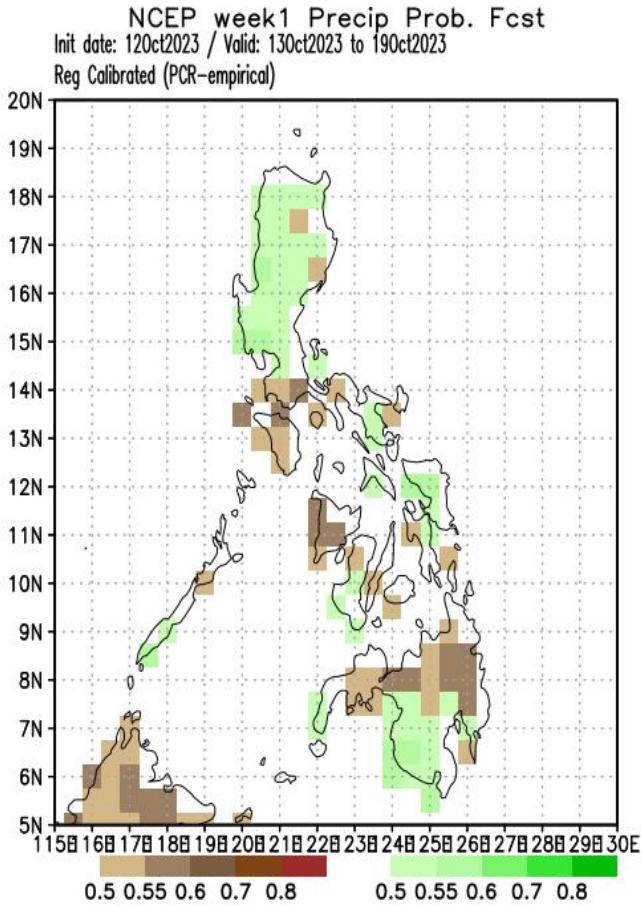 NCEP week1 Precip Prob. Fcst
Init date: 12Oct2023 / Valid: 13Oct2023 to 19Oct2023
Reg Calibrated (PCR-empirical)
20N
19N
18N
17N
16N
15N
14N
13N
12N
11N
10N
9N
8N
7N
6N
5N
115E 116E 117E 118E 119E 120E 121E 122E 123E 124E 125E 126E 127E 128E 129E 130E
0.5 0.55 0.6 0.7 0.8 0.5 0.55 0.6 0.7 0.8